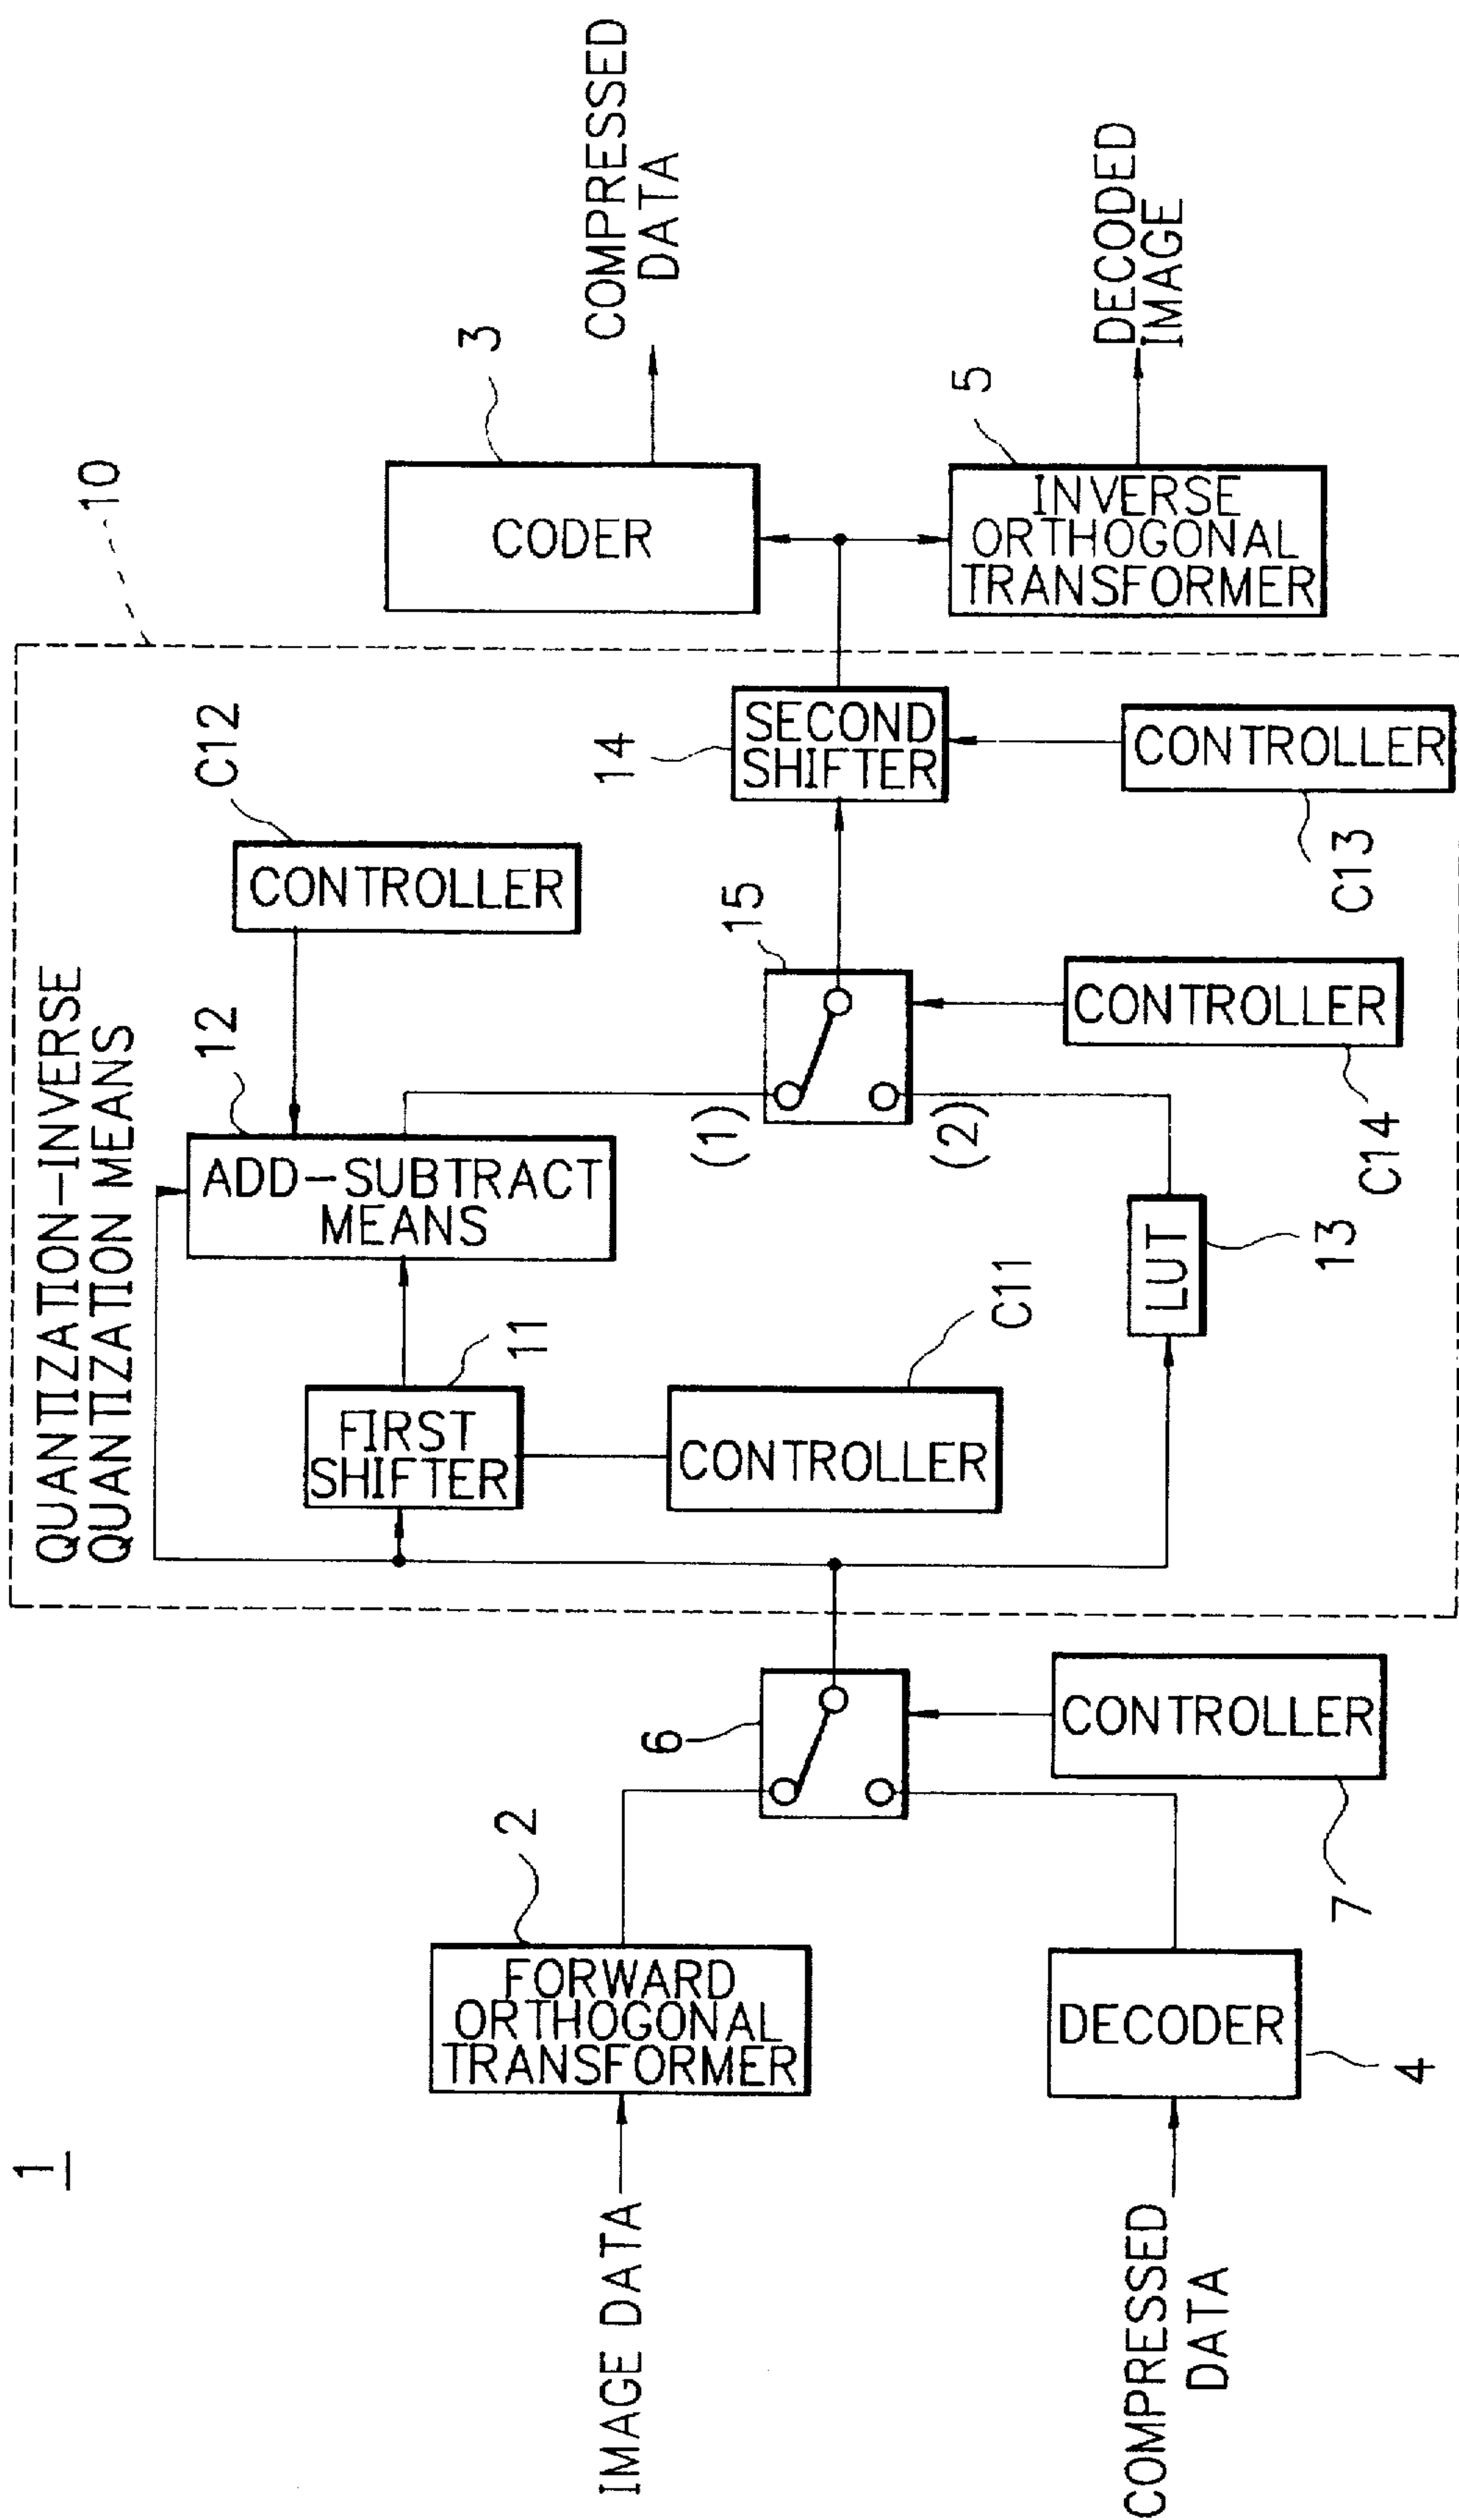 1
QUANTIZATION-INVERSE
QUANTIZATION MEANS
10
IMAGE DATA
FORWARD
ORTHOGONAL
TRANSFORMER
2
COMPRESSED
DATA
DECODER
4
6
CONTROLLER
7
FIRST
SHIFTER
11
CONTROLLER
C11
ADD-SUBTRACT
MEANS
12
CONTROLLER
C12
LUT
13
(1)
(2)
15
CONTROLLER
C14
SECOND
SHIFTER
14
CONTROLLER
C13
CODER
3
COMPRESSED
DATA
INVERSE
ORTHOGONAL
TRANSFORMER
5
DECODED
IMAGE